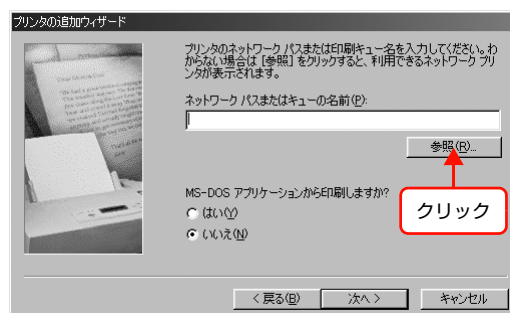 プリンタの追加ウィザード
プリンタのネットワーク パスまたは印刷キュー名を入力してください。わ
からない場合は [参照] をクリックすると、利用できるネットワーク プリ
ンタが表示されます。
ネットワーク パスまたはキューの名前(P):
参照(R)...
クリック
MS-DOS アプリケーションから印刷しますか?
はい(Y)
いいえ(N)
< 戻る(B)
次へ >
キャンセル